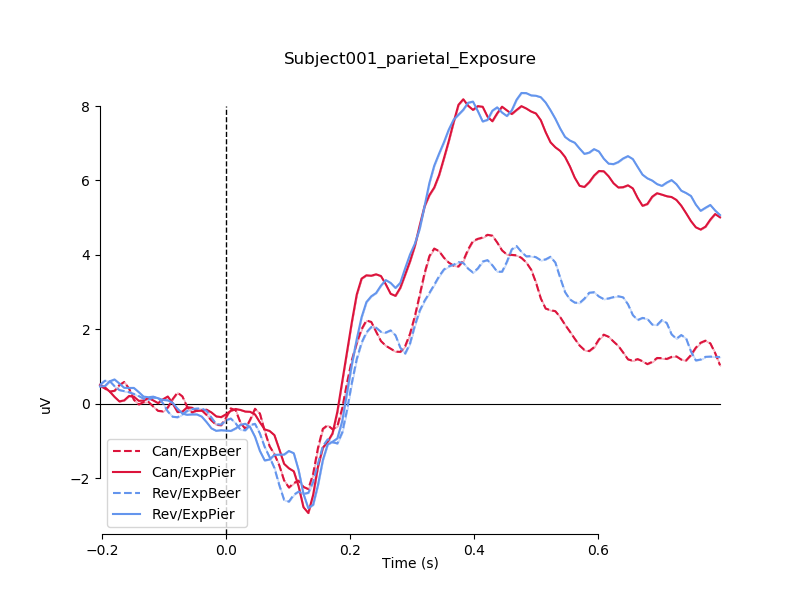 Subject001_parietal_Exposure
8
6
4
2
0
−2
uV
Can/ExpBeer
Can/ExpPier
Rev/ExpBeer
Rev/ExpPier
−0.2 0.0 0.2 0.4 0.6
Time (s)